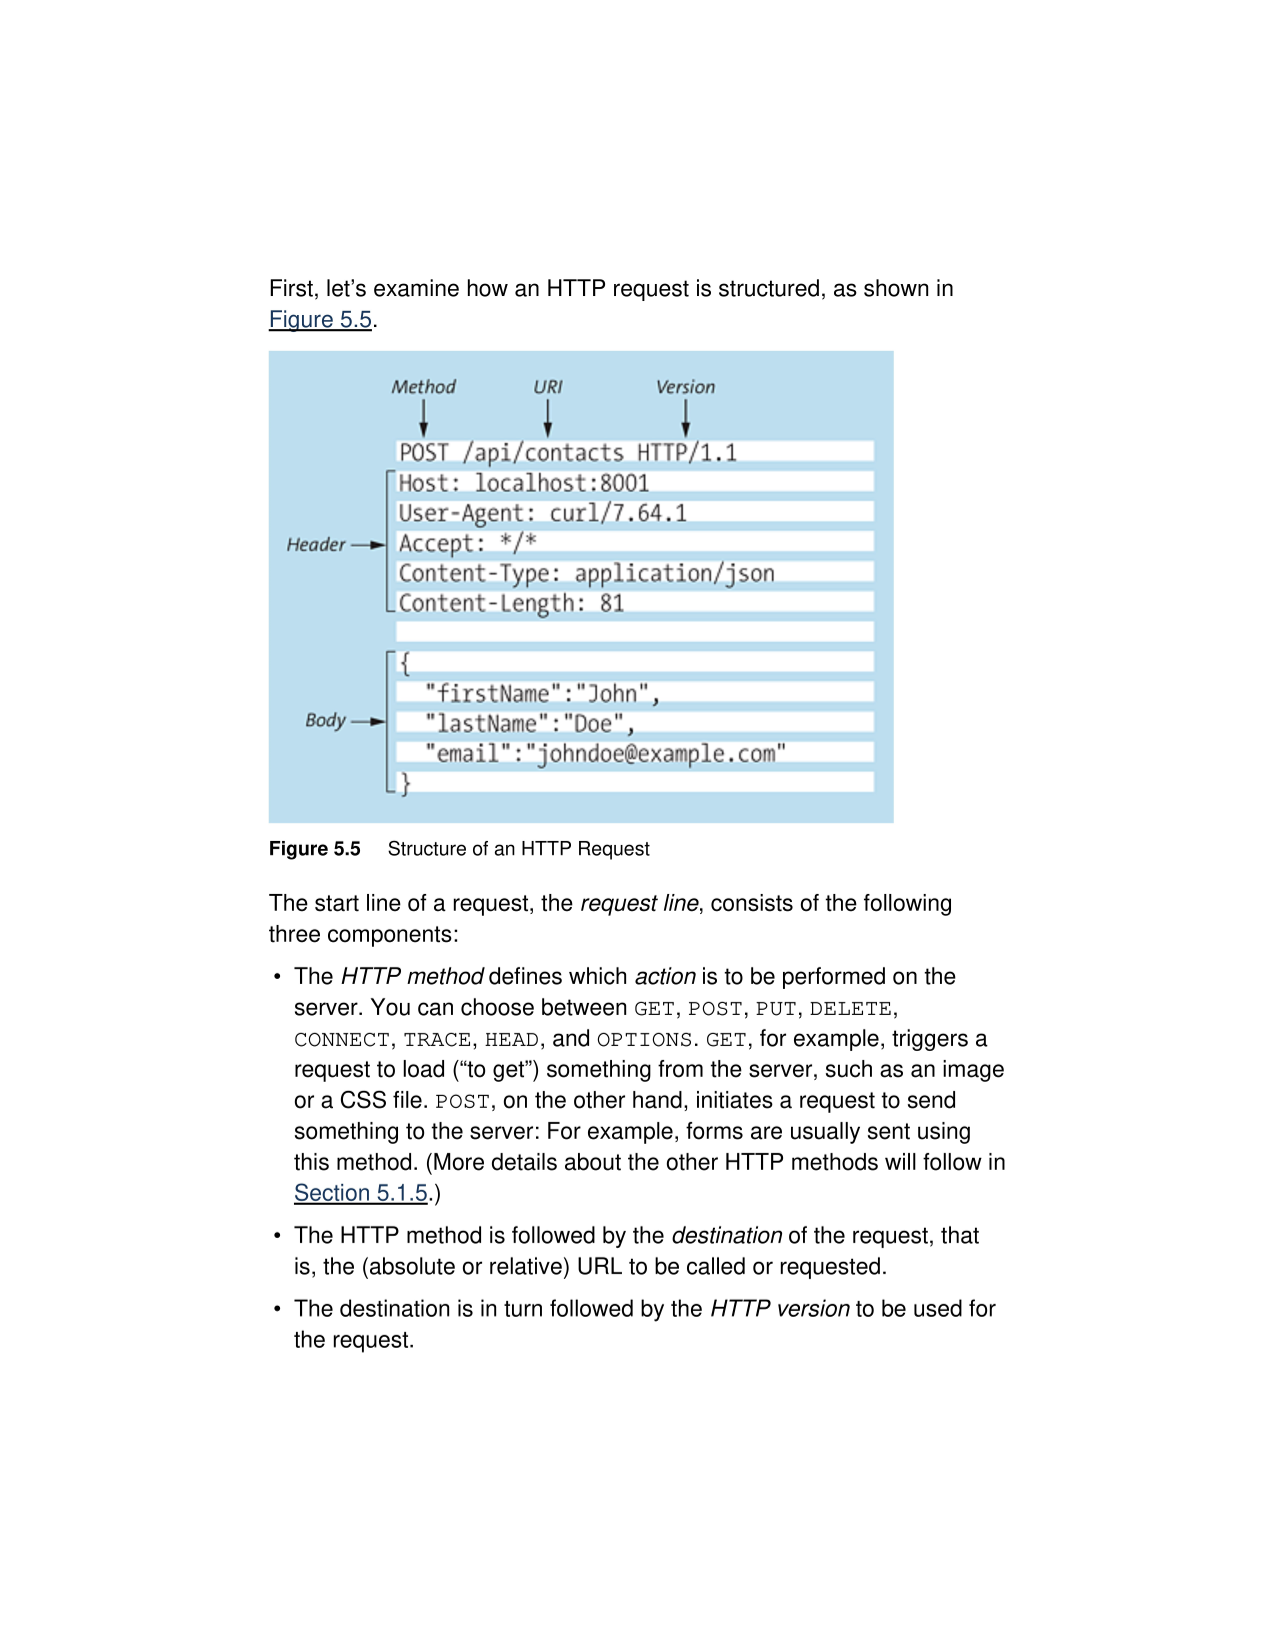 First, let’s examine how an HTTP request is structured, as shown in
Figure 5.5.
Method URI Version
POST /api/contacts HTTP/1.1
Host: localhost:8001
User-Agent: curl/7.64.1
Header
Accept: */*
Content-Type: application/json
Content-Length: 81
{
"firstName":"John",
Body
"lastName":"Doe",
"email":"johndoe@example.com"
}
Figure 5.5 Structure of an HTTP Request
The start line of a request, the request line, consists of the following
three components:
• The HTTP method defines which action is to be performed on the
server. You can choose between GET, POST, PUT, DELETE,
CONNECT, TRACE, HEAD, and OPTIONS. GET, for example, triggers a
request to load (“to get”) something from the server, such as an image
or a CSS file. POST, on the other hand, initiates a request to send
something to the server: For example, forms are usually sent using
this method. (More details about the other HTTP methods will follow in
Section 5.1.5.)
• The HTTP method is followed by the destination of the request, that
is, the (absolute or relative) URL to be called or requested.
• The destination is in turn followed by the HTTP version to be used for
the request.